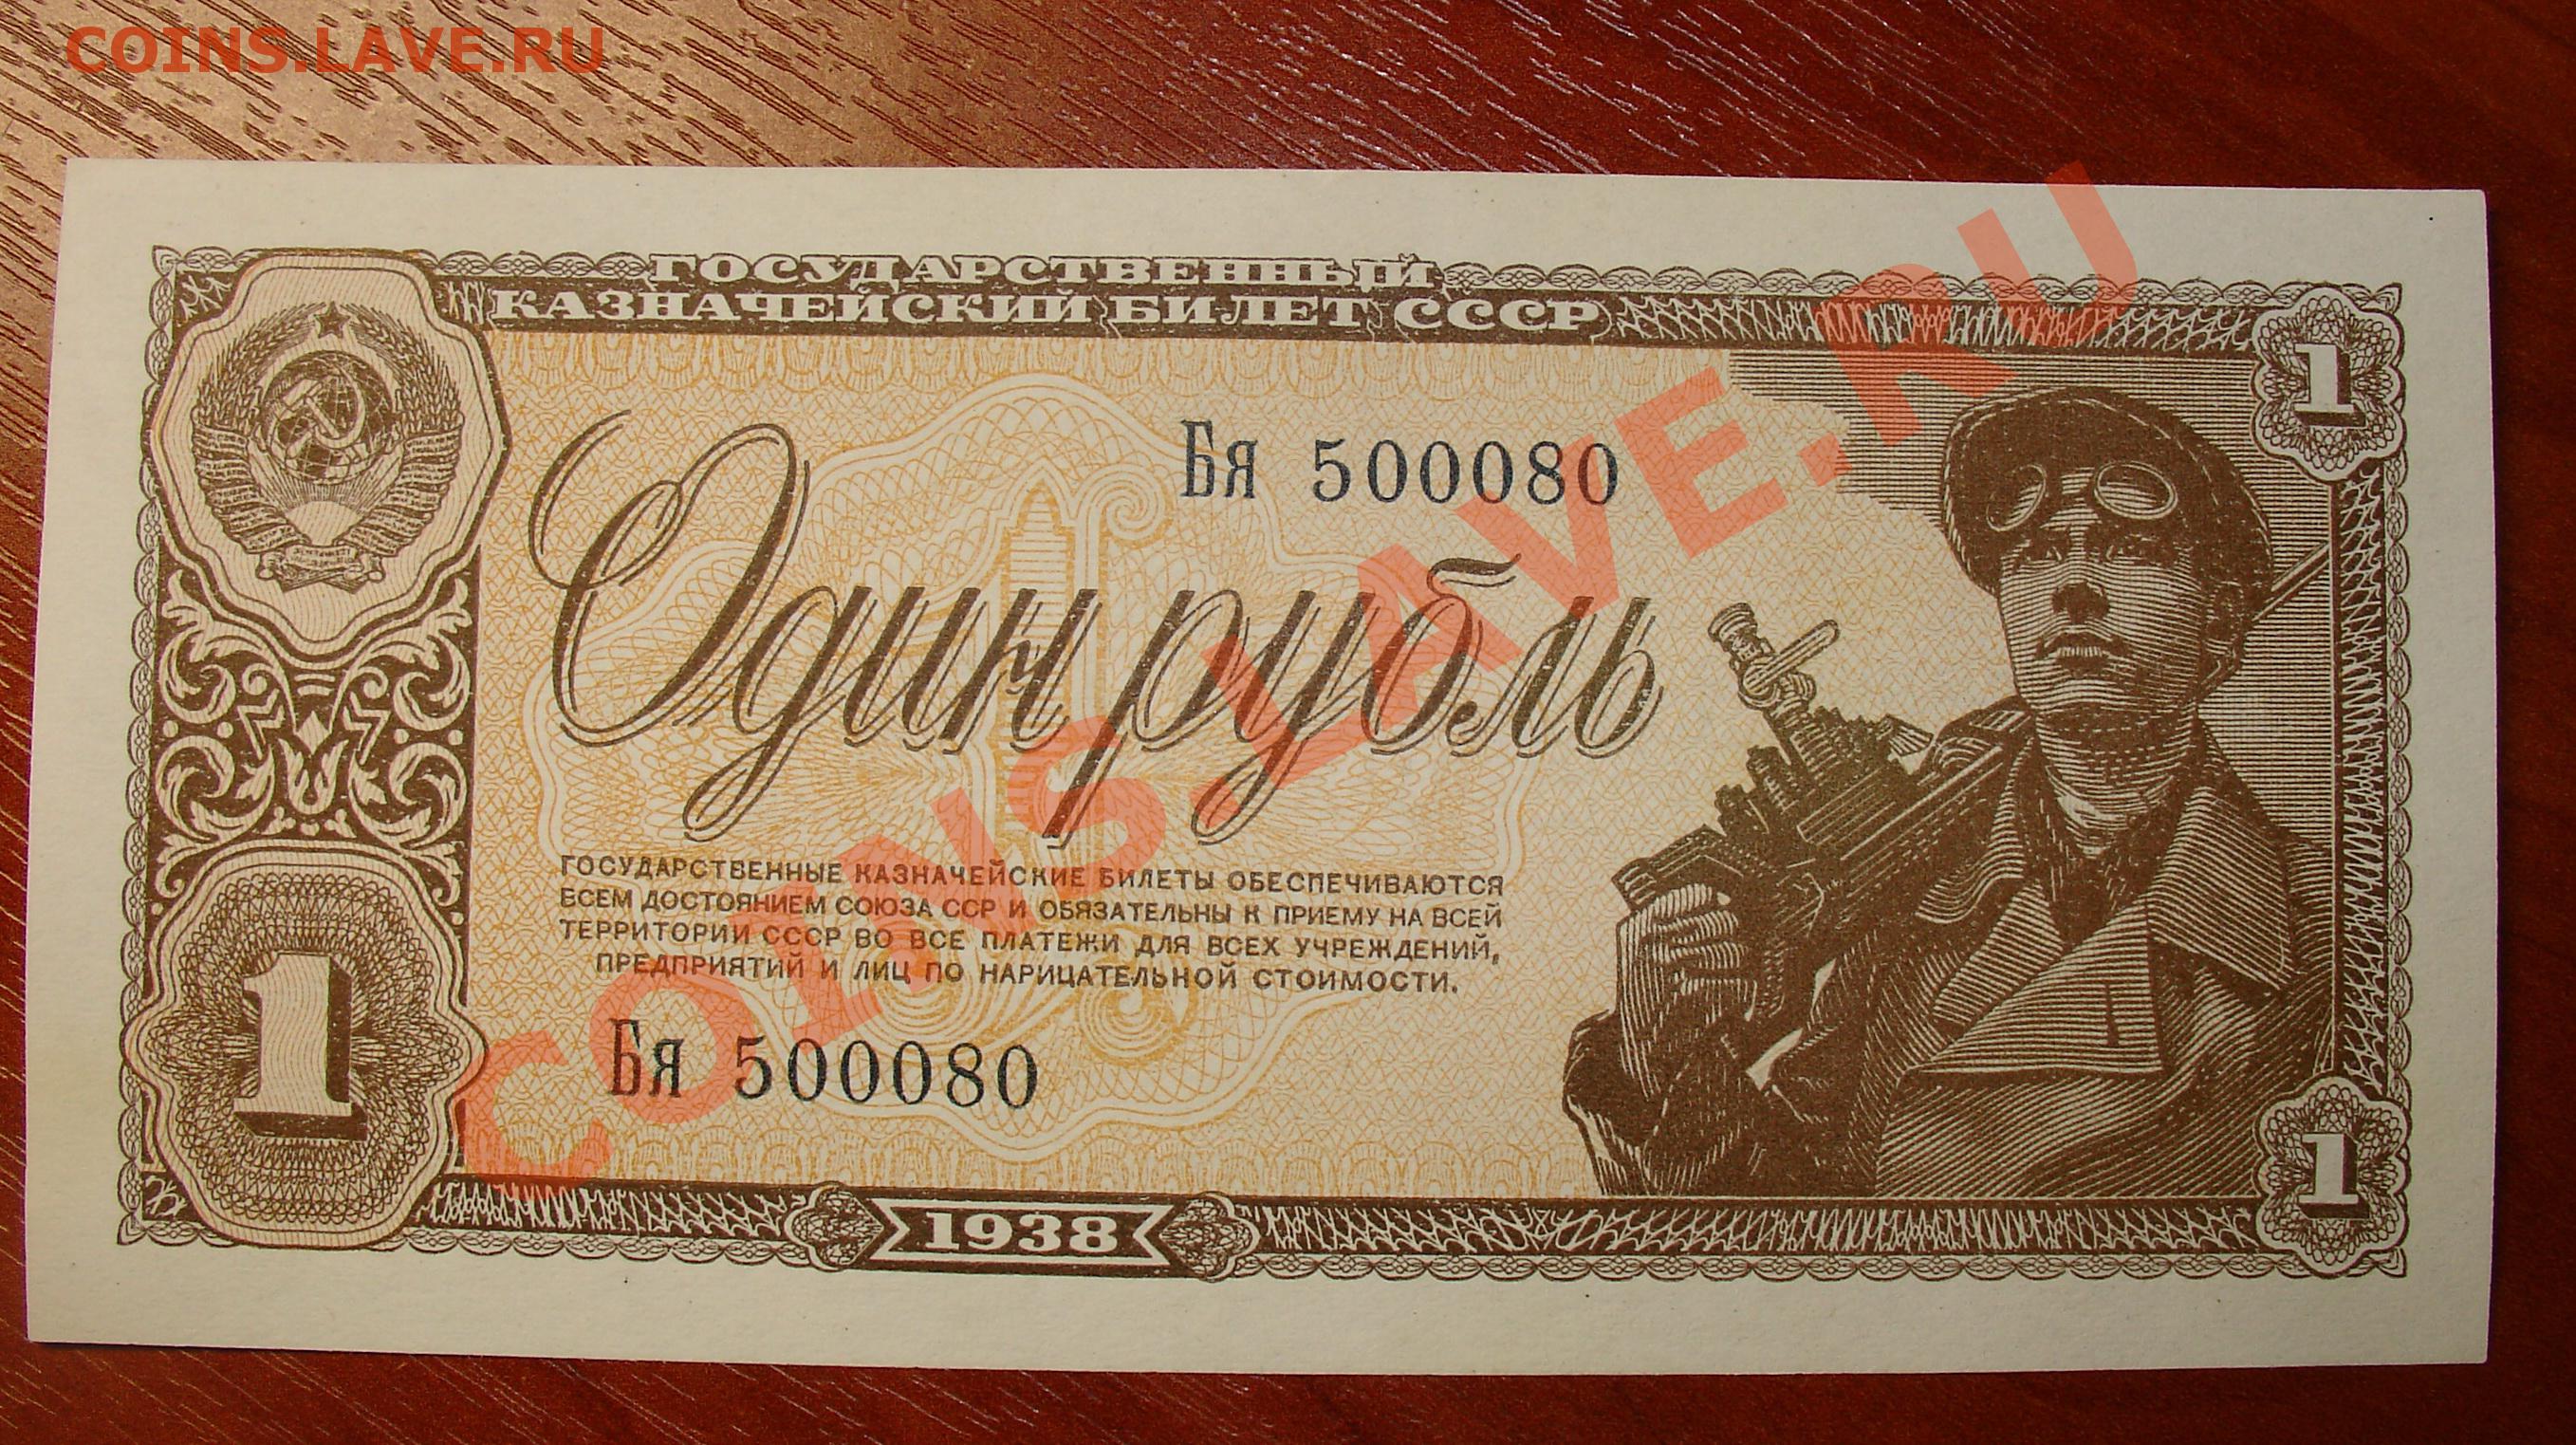 COINS.LAVE.RU
ГОСУДАРСТВЕННЫЙ
КАЗНАЧЕЙСКИЙ БИЛЕТ СССР
1
Бя 500080
Один рубль
ГОСУДАРСТВЕННЫЕ КАЗНАЧЕЙСКИЕ БИЛЕТЫ ОБЕСПЕЧИВАЮТСЯ
ВСЕМ ДОСТОЯНИЕМ СОЮЗА ССР И ОБЯЗАТЕЛЬНЫ К ПРИЕМУ НА ВСЕЙ
ТЕРРИТОРИИ СССР ВО ВСЕ ПЛАТЕЖИ ДЛЯ ВСЕХ УЧРЕЖДЕНИЙ,
ПРЕДПРИЯТИЙ И ЛИЦ ПО НАРИЦАТЕЛЬНОЙ СТОИМОСТИ.
1
Бя 500080
1
1938
COINS.LAVE.RU